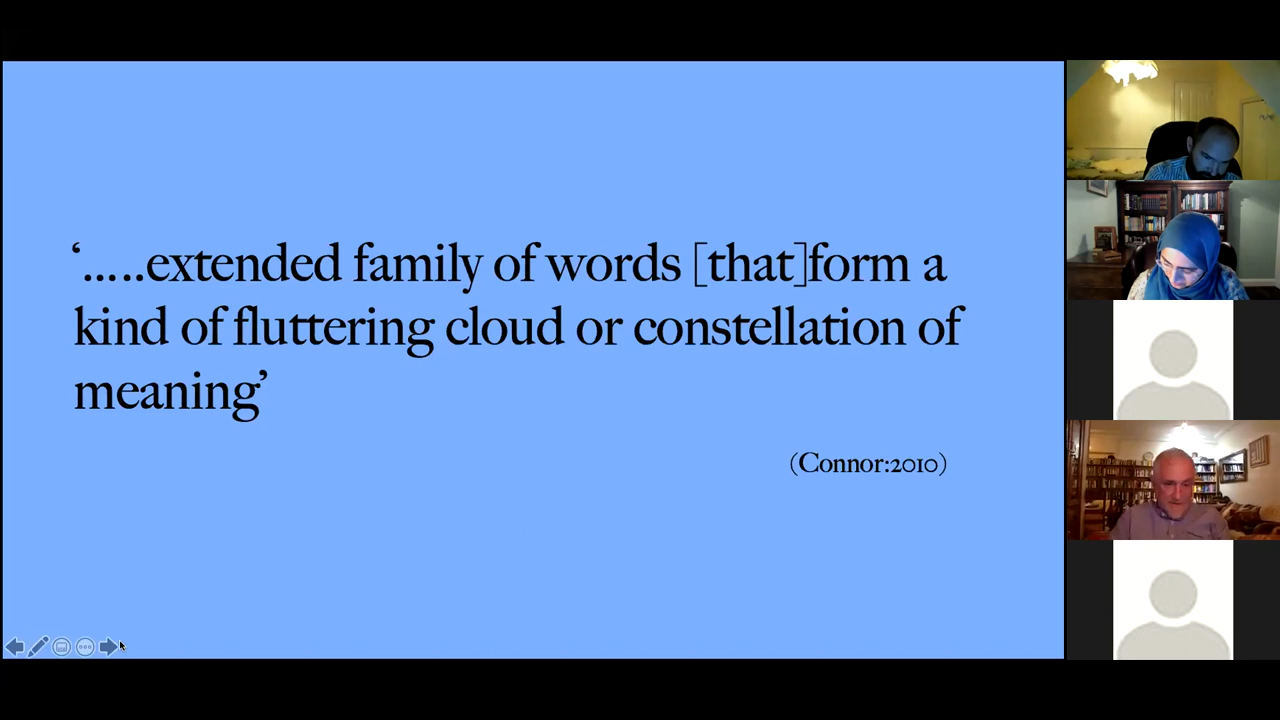 ‘.....extended family of words [that]form a
kind of fluttering cloud or constellation of
meaning’
(Connor:2010)